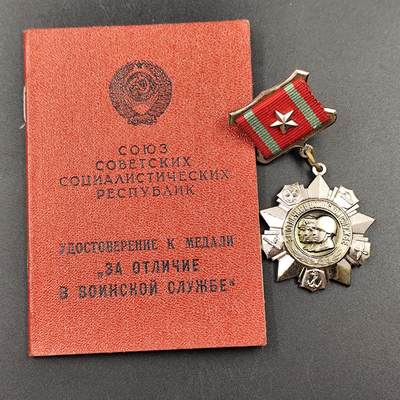 СОЮЗ
СОВЕТСКИХ
СОЦИАЛИСТИЧЕСКИХ
РЕСПУБЛИК
УДОСТОВЕРЕНИЕ К МЕДАЛИ
„ЗА ОТЛИЧИЕ
В ВОИНСКОЙ СЛУЖБЕ“